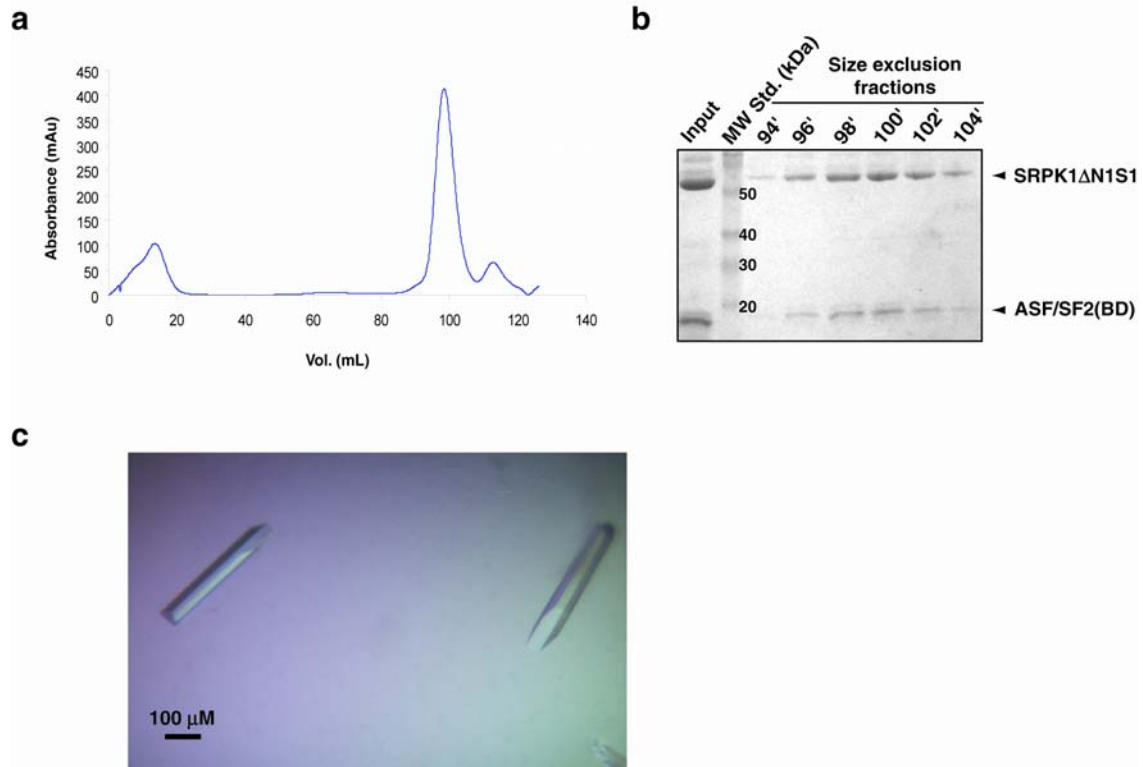 a
Absorbance (mAu)
450
400
350
300
250
200
150
100
50
0
0 20 40 60 80 100 120 140
Vol. (mL)
b
Input
MW Std. (kDa)
Size exclusion
fractions
94' 96' 98' 100' 102' 104'
50
40
30
20
SRPK1ΔN1S1
ASF/SF2(BD)
c
100 μM